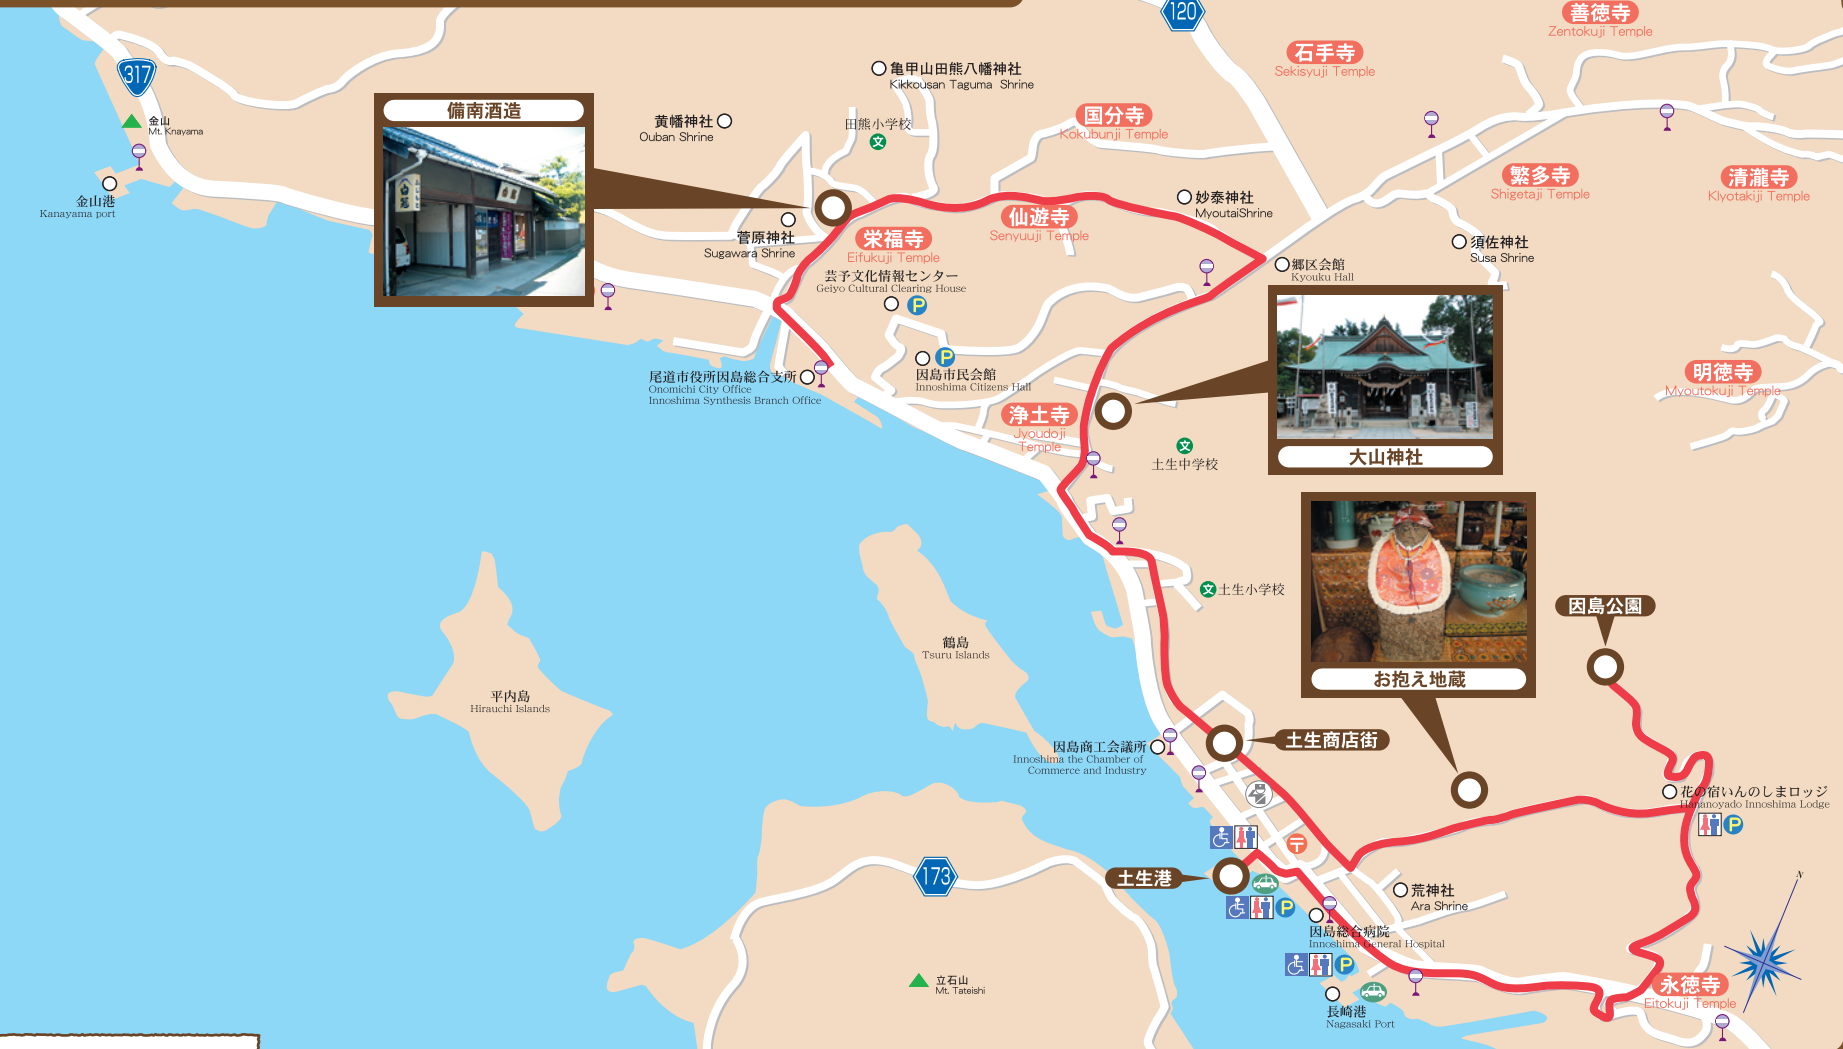 120
善徳寺
Zentokuji Temple
石手寺
Sekisyuji Temple
317
亀甲山田熊八幡神社
Kikkousan Taguma Shrine
備南酒造
黄幡神社
Ouban Shrine
田熊小学校
文
国分寺
Kokubunji Temple
金山
Mt. Knayama
金山港
Kanayama port
繁多寺
Shigetaji Temple
清瀧寺
KIyotakiji Temple
妙泰神社
MyoutaiShrine
仙遊寺
Senyuuji Temple
菅原神社
Sugawara Shrine
栄福寺
Eifukuji Temple
須佐神社
Susa Shrine
郷区会館
Kyouku Hall
芸予文化情報センター
Geiyo Cultural Clearing House
P
P
尾道市役所因島総合支所
Onomichi City Office
Innoshima Synthesis Branch Office
因島市民会館
Innoshima Citizens Hall
明徳寺
Myoutokuji Temple
浄土寺
Jyoudoji
Temple
大山神社
文
土生中学校
文
土生小学校
お抱え地蔵
因島公園
鶴島
Tsuru Islands
平内島
Hirauchi Islands
因島商工会議所
Innoshima the Chamber of
Commerce and Industry
土生商店街
花の宿いんのしまロッジ
Hananoyado Innoshima Lodge
P
〒
土生港
173
P
荒神社
Ara Shrine
因島総合病院
Innoshima General Hospital
P
立石山
Mt. Tateishi
長崎港
Nagasaki Port
永徳寺
Eitokuji Temple
N